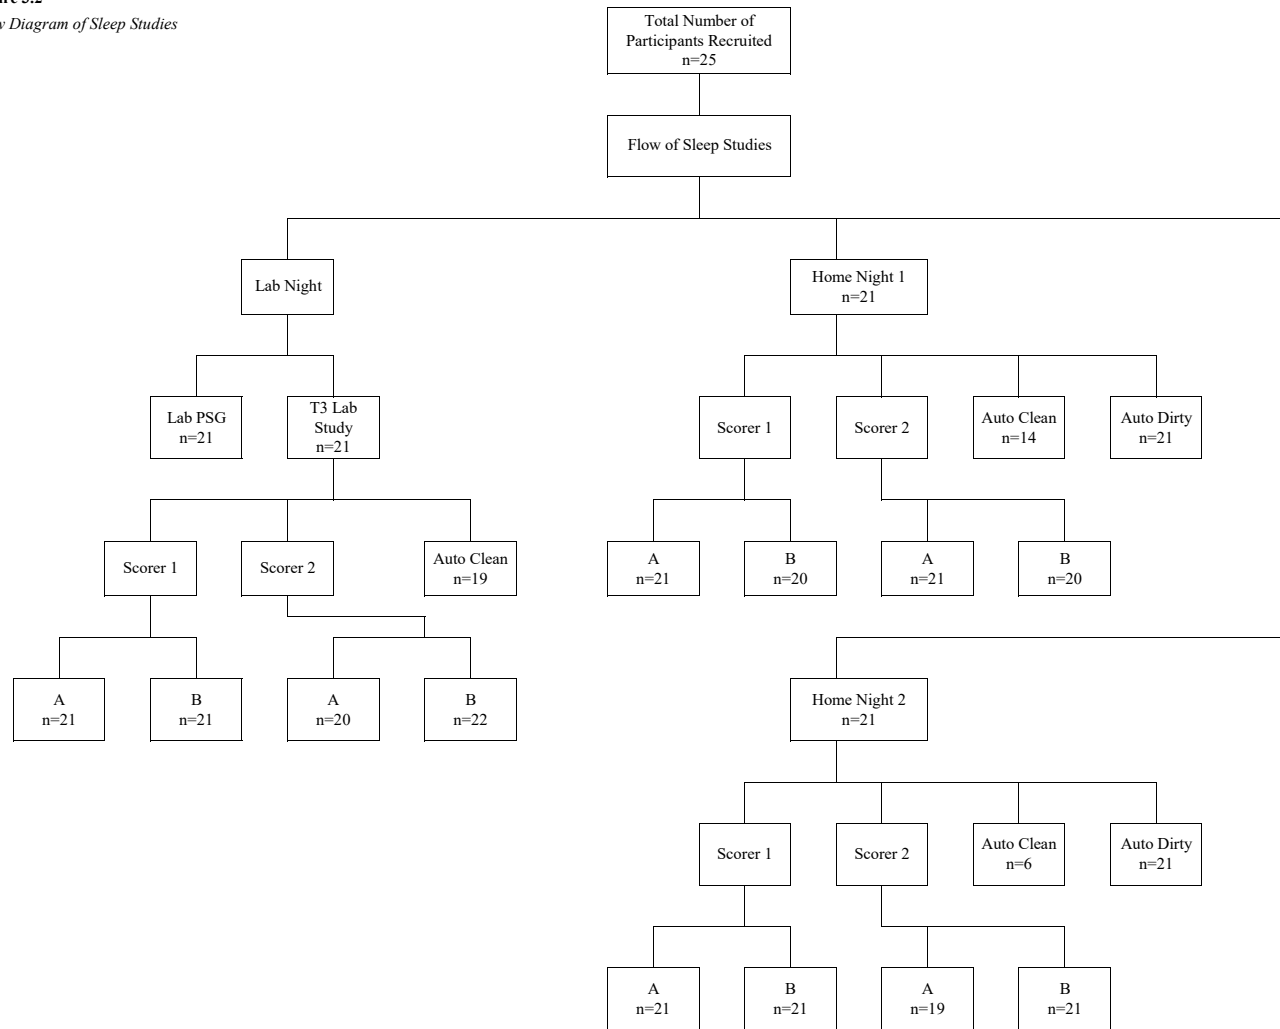 Diagram of Sleep Studies
Total Number of
Participants Recruited
n=25
Flow of Sleep Studies
Lab Night
Home Night 1
n=21
Lab PSG
n=21
T3 Lab
Study
n=21
Scorer 1
Scorer 2
Auto Clean
n=14
Auto Dirty
n=21
Scorer 1
Scorer 2
Auto Clean
n=19
A
n=21
B
n=20
A
n=21
B
n=20
A
n=21
B
n=21
A
n=20
B
n=22
Home Night 2
n=21
Scorer 1
Scorer 2
Auto Clean
n=6
Auto Dirty
n=21
A
n=21
B
n=21
A
n=19
B
n=21